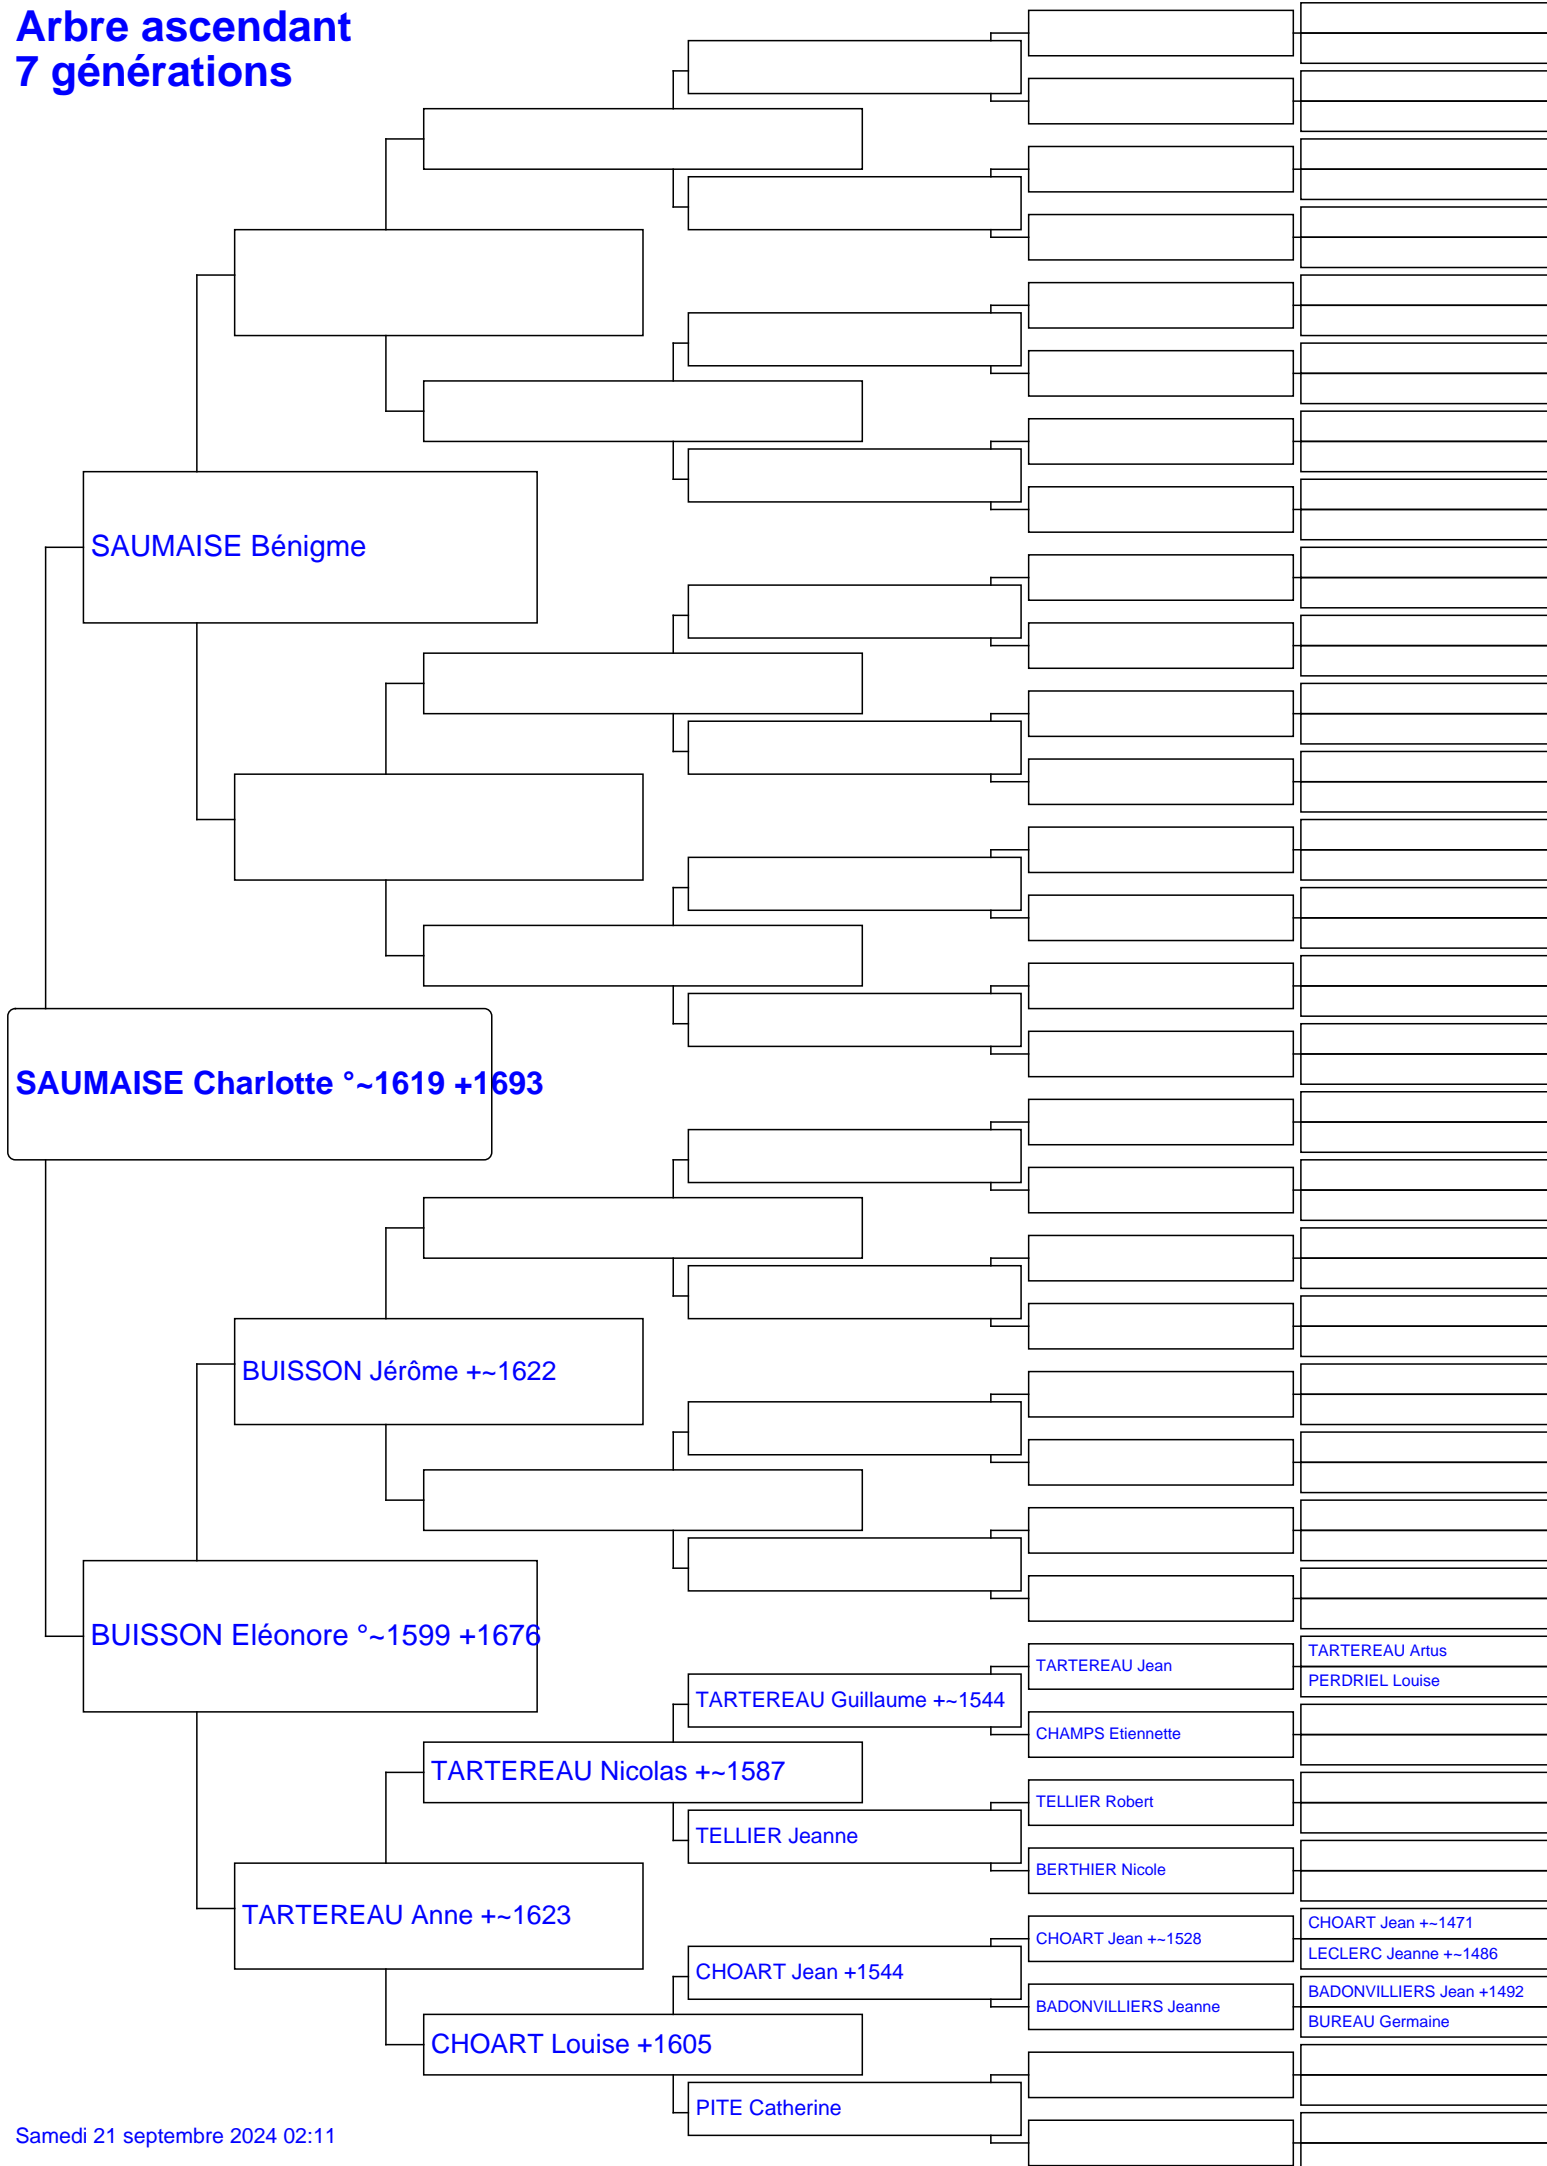 Arbre ascendant
7 générations
SAUMAISE Bénigme
SAUMAISE Charlotte °~1619 +1693
BUISSON Jérôme +~1622
BUISSON Eléonore °~1599 +1676
TARTEREAU Artus
TARTEREAU Jean
PERDRIEL Louise
TARTEREAU Guillaume +~1544
CHAMPS Etiennette
TARTEREAU Nicolas +~1587
TELLIER Robert
TELLIER Jeanne
BERTHIER Nicole
TARTEREAU Anne +~1623
CHOART Jean +~1471
CHOART Jean +~1528
LECLERC Jeanne +~1486
CHOART Jean +1544
BADONVILLIERS Jean +1492
BADONVILLIERS Jeanne
BUREAU Germaine
CHOART Louise +1605
PITE Catherine
Samedi 21 septembre 2024 02:11